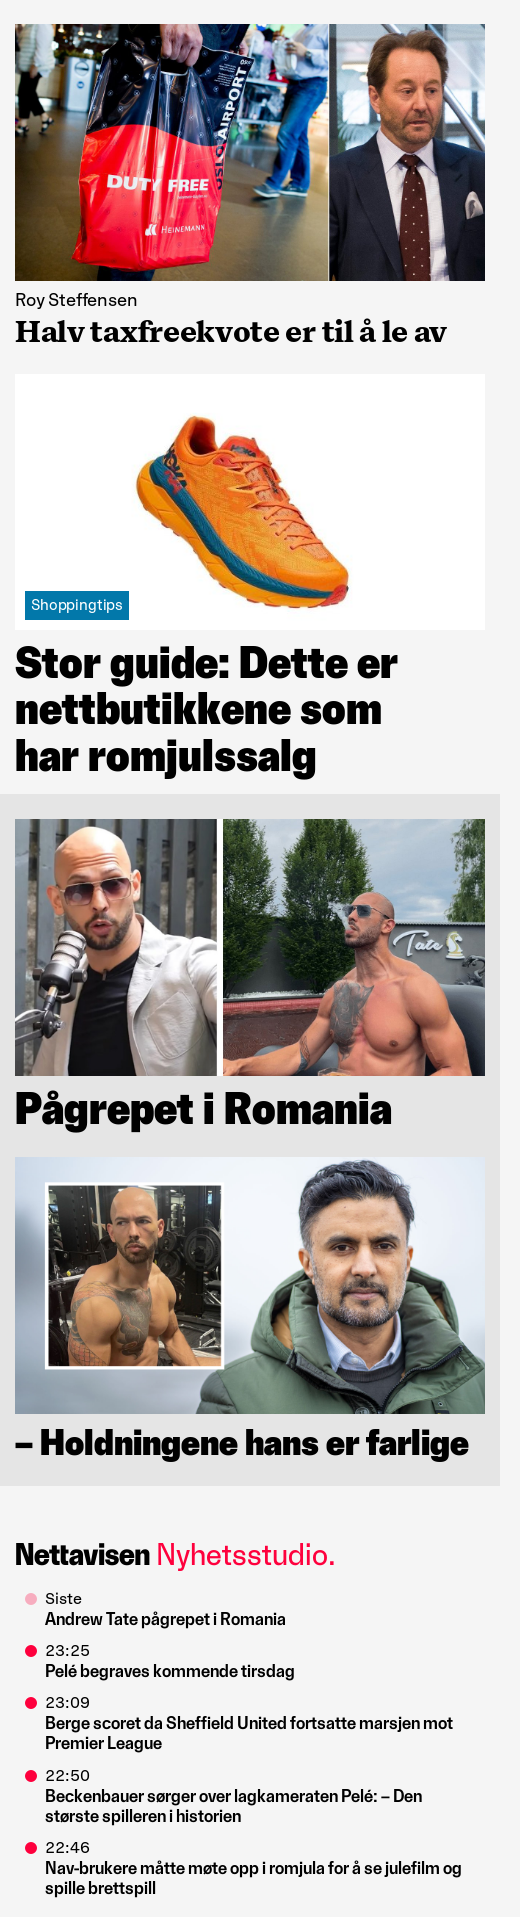 OSLO AIRPORT
DUTY FREE
HEINEMANN
Roy Steffensen
Halv taxfreekvote er til å le av
HOKA
Shoppingtips
Stor guide: Dette er
nettbutikkene som
har romjulssalg
Tate
Pågrepet i Romania
– Holdningene hans er farlige
Nettavisen Nyhetsstudio.
Siste
Andrew Tate pågrepet i Romania
23:25
Pelé begraves kommende tirsdag
23:09
Berge scoret da Sheffield United fortsatte marsjen mot
Premier League
22:50
Beckenbauer sørger over lagkameraten Pelé: – Den
største spilleren i historien
22:46
Nav-brukere måtte møte opp i romjula for å se julefilm og
spille brettspill